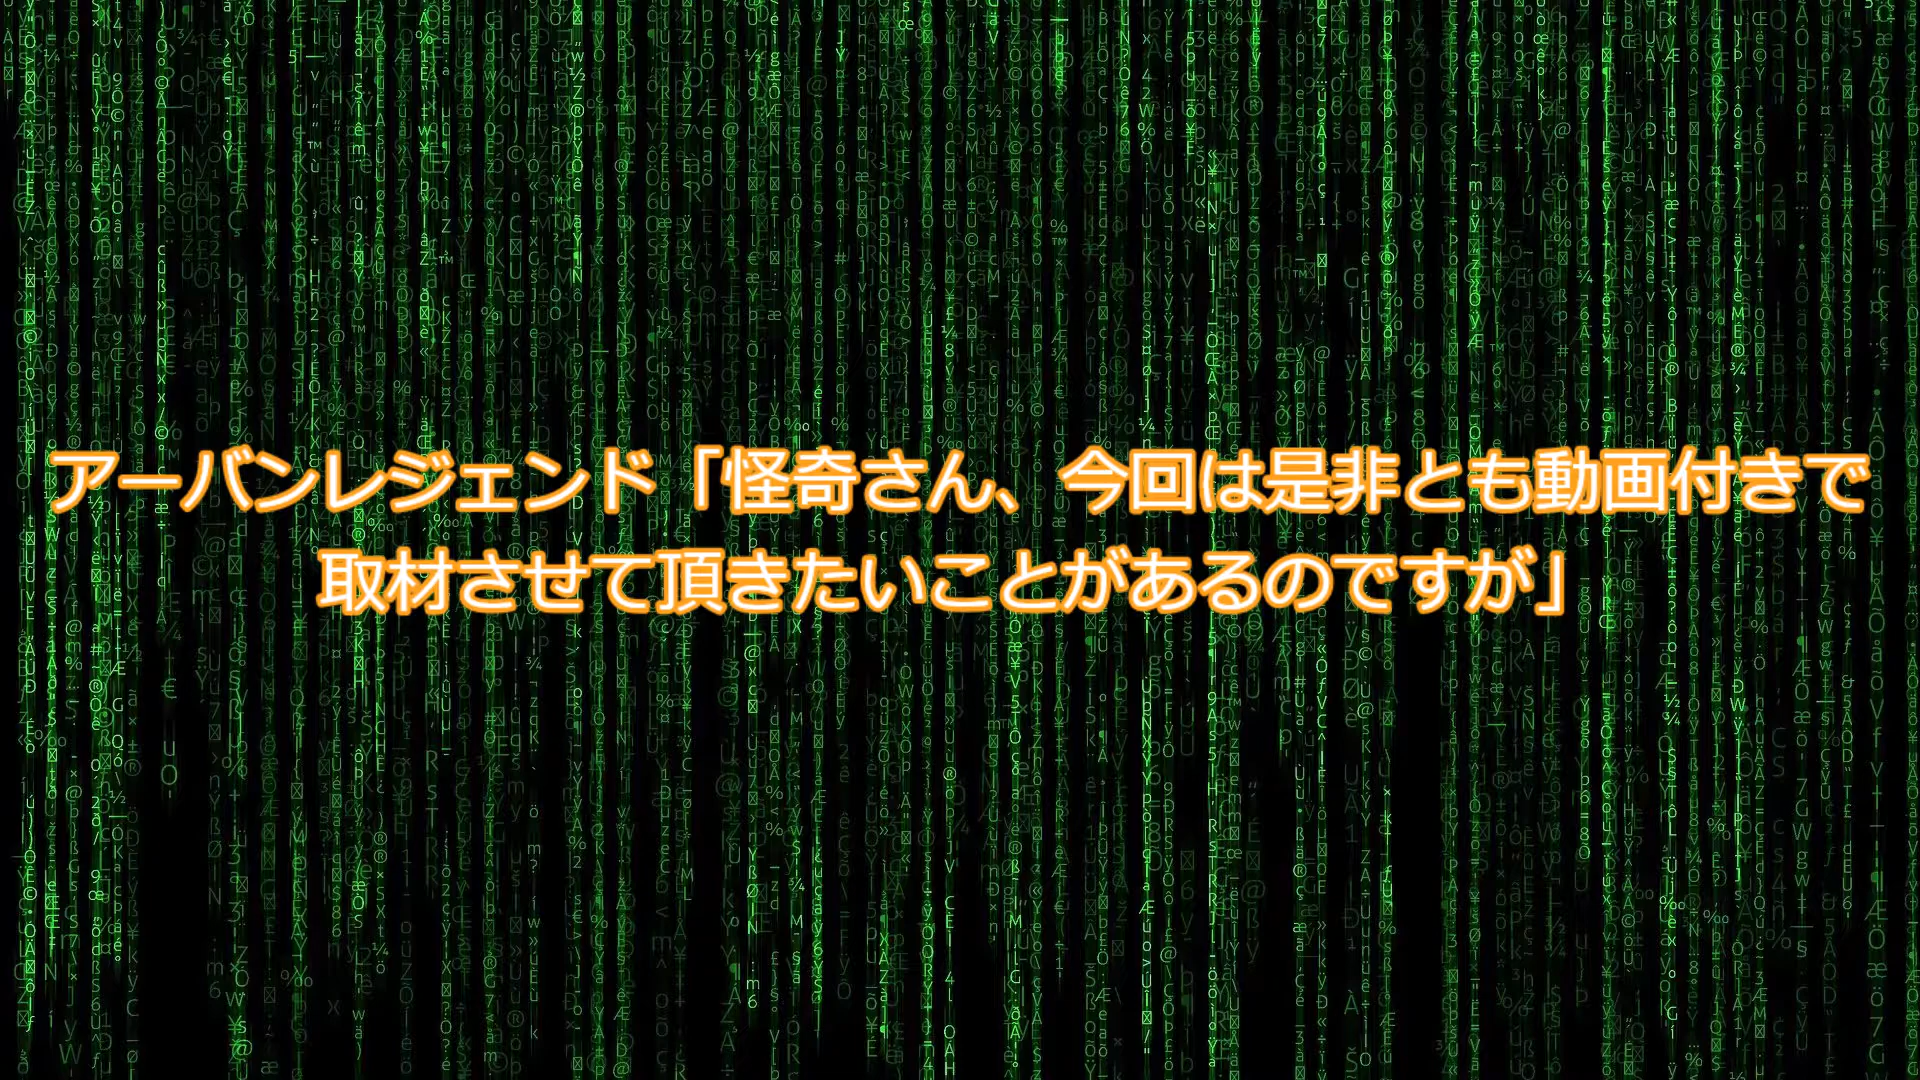 アーバンレジェンド「怪奇さん、今回は是非とも動画付きで
取材させて頂きたいことがあるのですが」